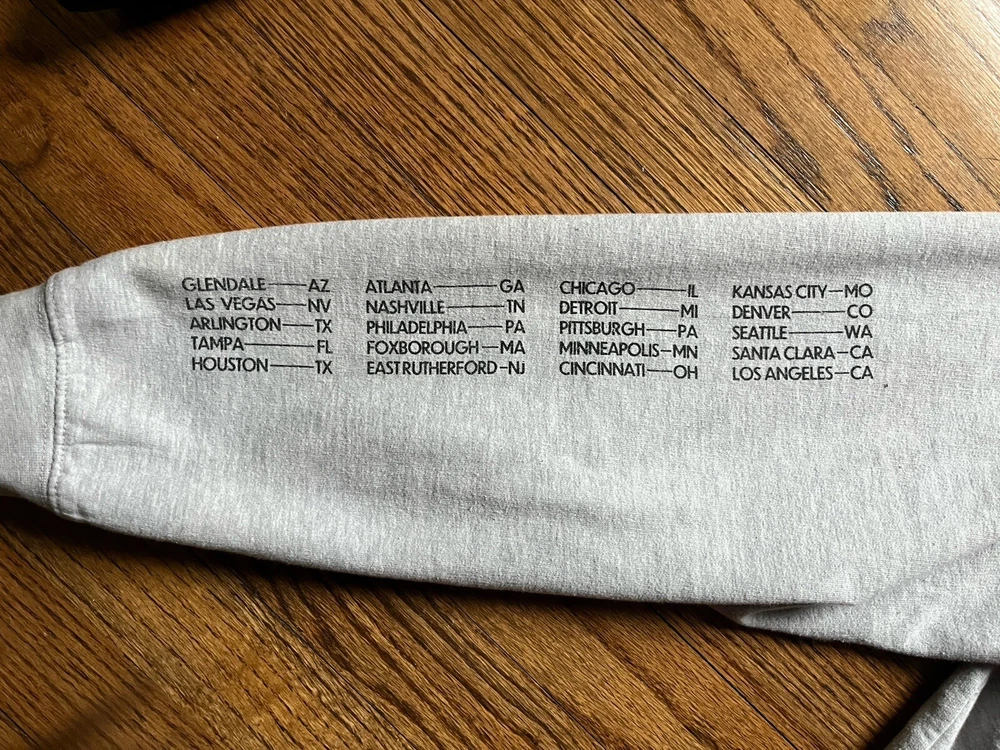 GLENDALE——AZ
LAS VEGAS——NV
ARLINGTON——TX
TAMPA——FL
HOUSTON——TX
ATLANTA——GA
NASHVILLE——TN
PHILADELPHIA——PA
FOXBOROUGH—MA
EAST RUTHERFORD-NJ
CHICAGO——IL
DETROIT——MI
PITTSBURGH—PA
MINNEAPOLIS—MN
CINCINNATI——OH
KANSAS CITY—MO
DENVER——CO
SEATTLE——WA
SANTA CLARA—CA
LOS ANGELES—CA